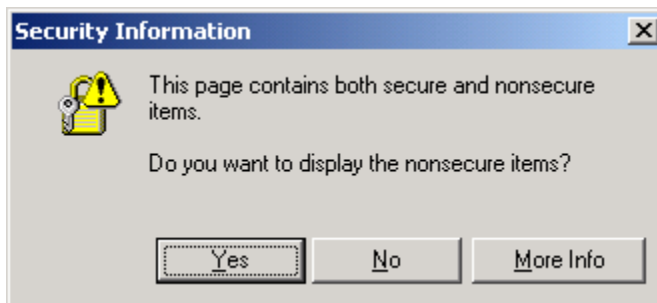 Security Information
This page contains both secure and nonsecure
items.
Do you want to display the nonsecure items?
Yes
No
More Info